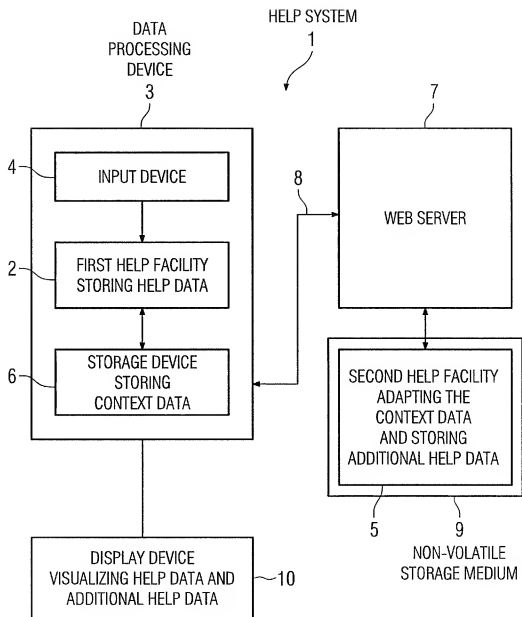 HELP SYSTEM
1
DATA
PROCESSING
DEVICE
3
7
4
INPUT DEVICE
8
WEB SERVER
2
FIRST HELP FACILITY
STORING HELP DATA
6
STORAGE DEVICE
STORING
CONTEXT DATA
SECOND HELP FACILITY
ADAPTING THE
CONTEXT DATA
AND STORING
ADDITIONAL HELP DATA
5
9
NON-VOLATILE
STORAGE MEDIUM
DISPLAY DEVICE
VISUALIZING HELP DATA AND
ADDITIONAL HELP DATA
10